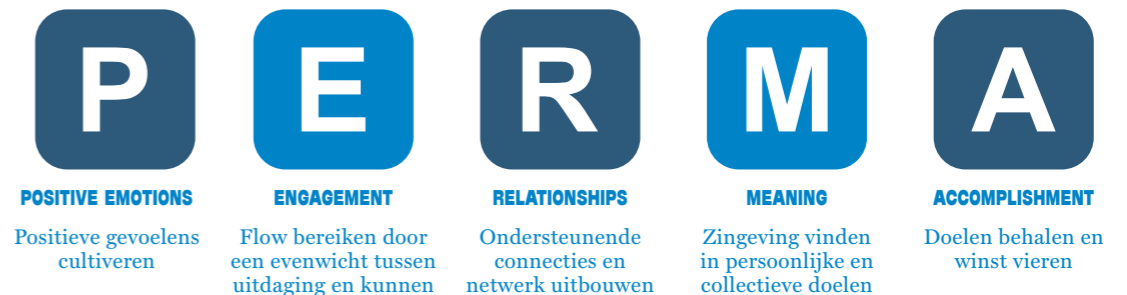 P E R M A
POSITIVE EMOTIONS
Positieve gevoelens
cultiveren
ENGAGEMENT
Flow bereiken door
een evenwicht tussen
uitdaging en kunnen
RELATIONSHIPS
Ondersteunende
connecties en
netwerk uitbouwen
MEANING
Zingeving vinden
in persoonlijke en
collectieve doelen
ACCOMPLISHMENT
Doelen behalen en
winst vieren